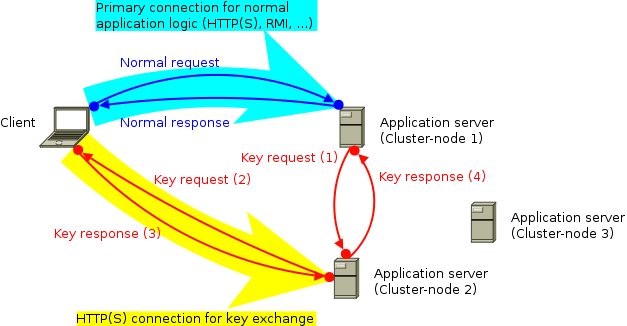 Primary connection for normal
application logic (HTTP(S), RMI, ...)
Normal request
Client
Normal response
Application server
(Cluster-node 1)
Key request (1)
Key request (2)
Key response (4)
Key response (3)
Application server
(Cluster-node 3)
Application server
(Cluster-node 2)
HTTP(S) connection for key exchange